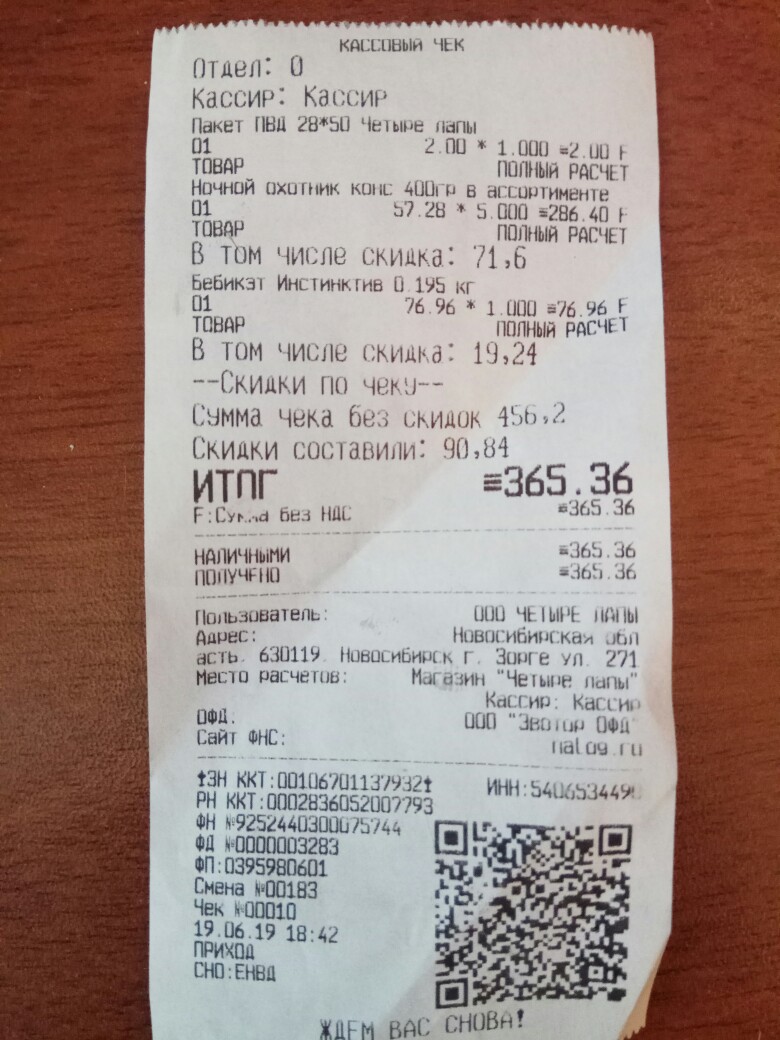 КАССОВЫЙ ЧЕК
Отдел: 0
Кассир: Кассир
Пакет ПВД 28*50 Четыре лапы
01 2.00 * 1.000 =2.00 F
ТОВАР ПОЛНЫЙ РАСЧЕТ
Ночной охотник конс 400гр в ассортименте
01 57.28 * 5.000 =286.40 F
ТОВАР ПОЛНЫЙ РАСЧЕТ
В том числе скидка: 71,6
Бебикэт Инстинктив 0.195 кг
01 76.96 * 1.000 =76.96 F
ТОВАР ПОЛНЫЙ РАСЧЕТ
В том числе скидка: 19,24
--Скидки по чеку--
Сумма чека без скидок 456,2
Скидки составили: 90,84
ИТОГ =365.36
F:Сумма без НДС =365.36
НАЛИЧНЫМИ =365.36
ПОЛУЧЕНО =365.36
Пользователь: ООО ЧЕТЫРЕ ЛАПЫ
Адрес: Новосибирская обл
асть. 630119. Новосибирск г. Зорге ул. 271
Место расчетов: Магазин "Четыре лапы"
Кассир: Кассир
ОФД: ООО "Эвотор ОФД"
Сайт ФНС: nalog.ru
↑ЗН ККТ:00106701137932↑ ИНН:
РН ККТ:0002836052007793
ФН №9252440300075744
ФД №0000003283
ФП:0395980601
Смена №00183
Чек №00010
19.06.19 18:42
ПРИХОД
СНО:ЕНВД
ЖДЕМ ВАС СНОВА!